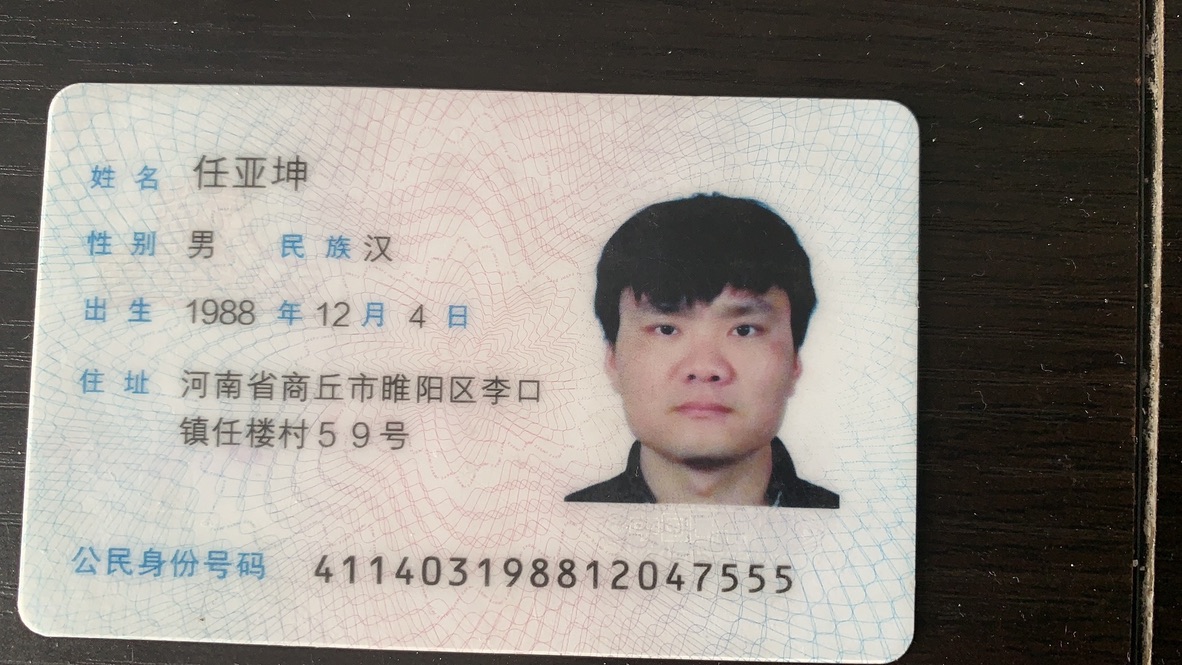 姓名 任亚坤
性别 男 民族 汉
出生 1988 年 12 月 4 日
住址 河南省商丘市睢阳区李口
镇任楼村59号
公民身份号码 411403198812047555